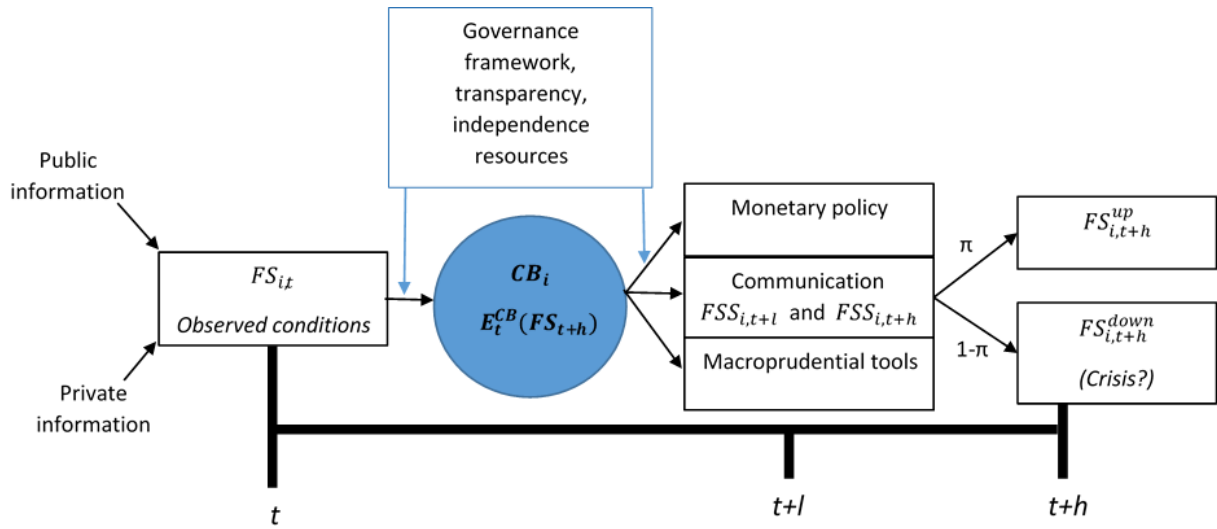 Governance
framework,
transparency,
independence
resources
Public
information
Private
information
FS_{i,t}
Observed conditions
CB_i
E_t^{CB}(FS_{t+h})
Monetary policy
Communication
FSS_{i,t+l} and FSS_{i,t+h}
Macroprudential tools
π
1-π
FS_{i,t+h}^{up}
FS_{i,t+h}^{down}
(Crisis?)
t
t+l
t+h